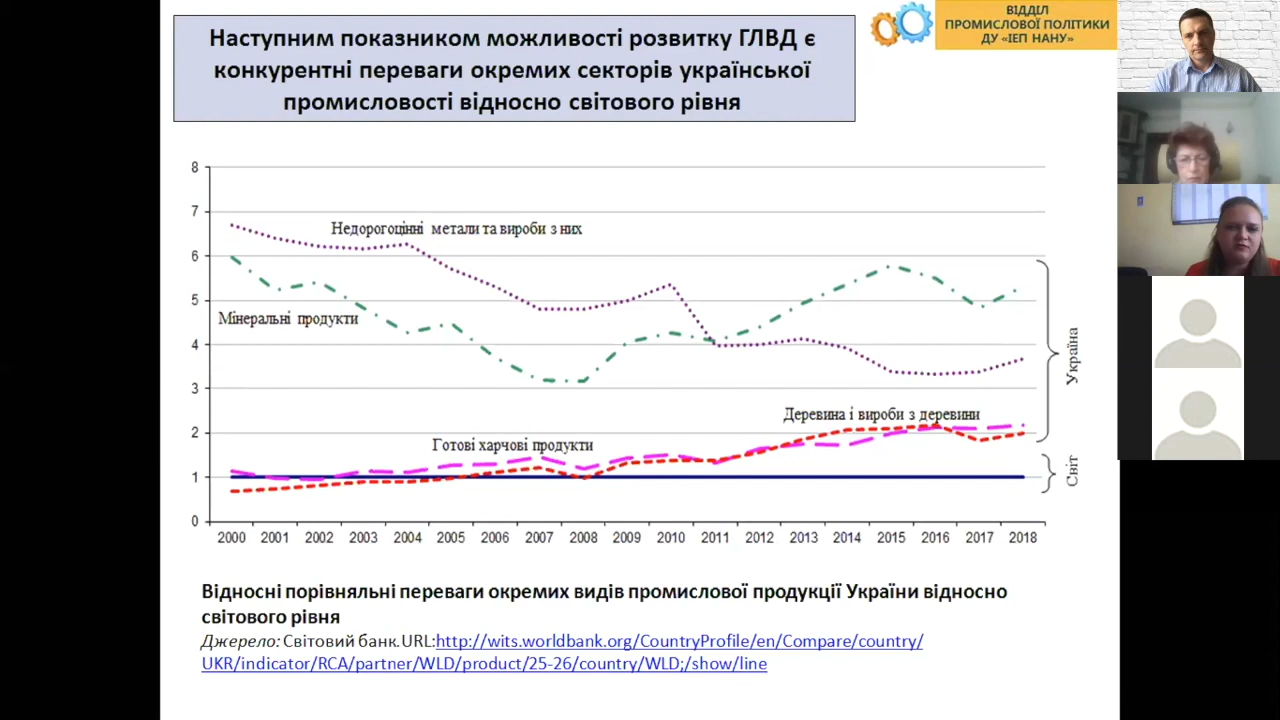 Наступним показником можливості розвитку ГЛВД є
конкурентні переваги окремих секторів української
промисловості відносно світового рівня
ВІДДІЛ
ПРОМИСЛОВОЇ ПОЛІТИКИ
ДУ «ІЕП НАНУ»
8
7
6
5
4
3
2
1
0
Недорогоцінні метали та вироби з них
Мінеральні продукти
Деревина і вироби з деревини
Готові харчові продукти
Україна
Світ
2000 2001 2002 2003 2004 2005 2006 2007 2008 2009 2010 2011 2012 2013 2014 2015 2016 2017 2018
Відносні порівняльні переваги окремих видів промислової продукції України відносно
світового рівня
Джерело: Світовий банк.URL:http://wits.worldbank.org/CountryProfile/en/Compare/country/
UKR/indicator/RCA/partner/WLD/product/25-26/country/WLD;/show/line